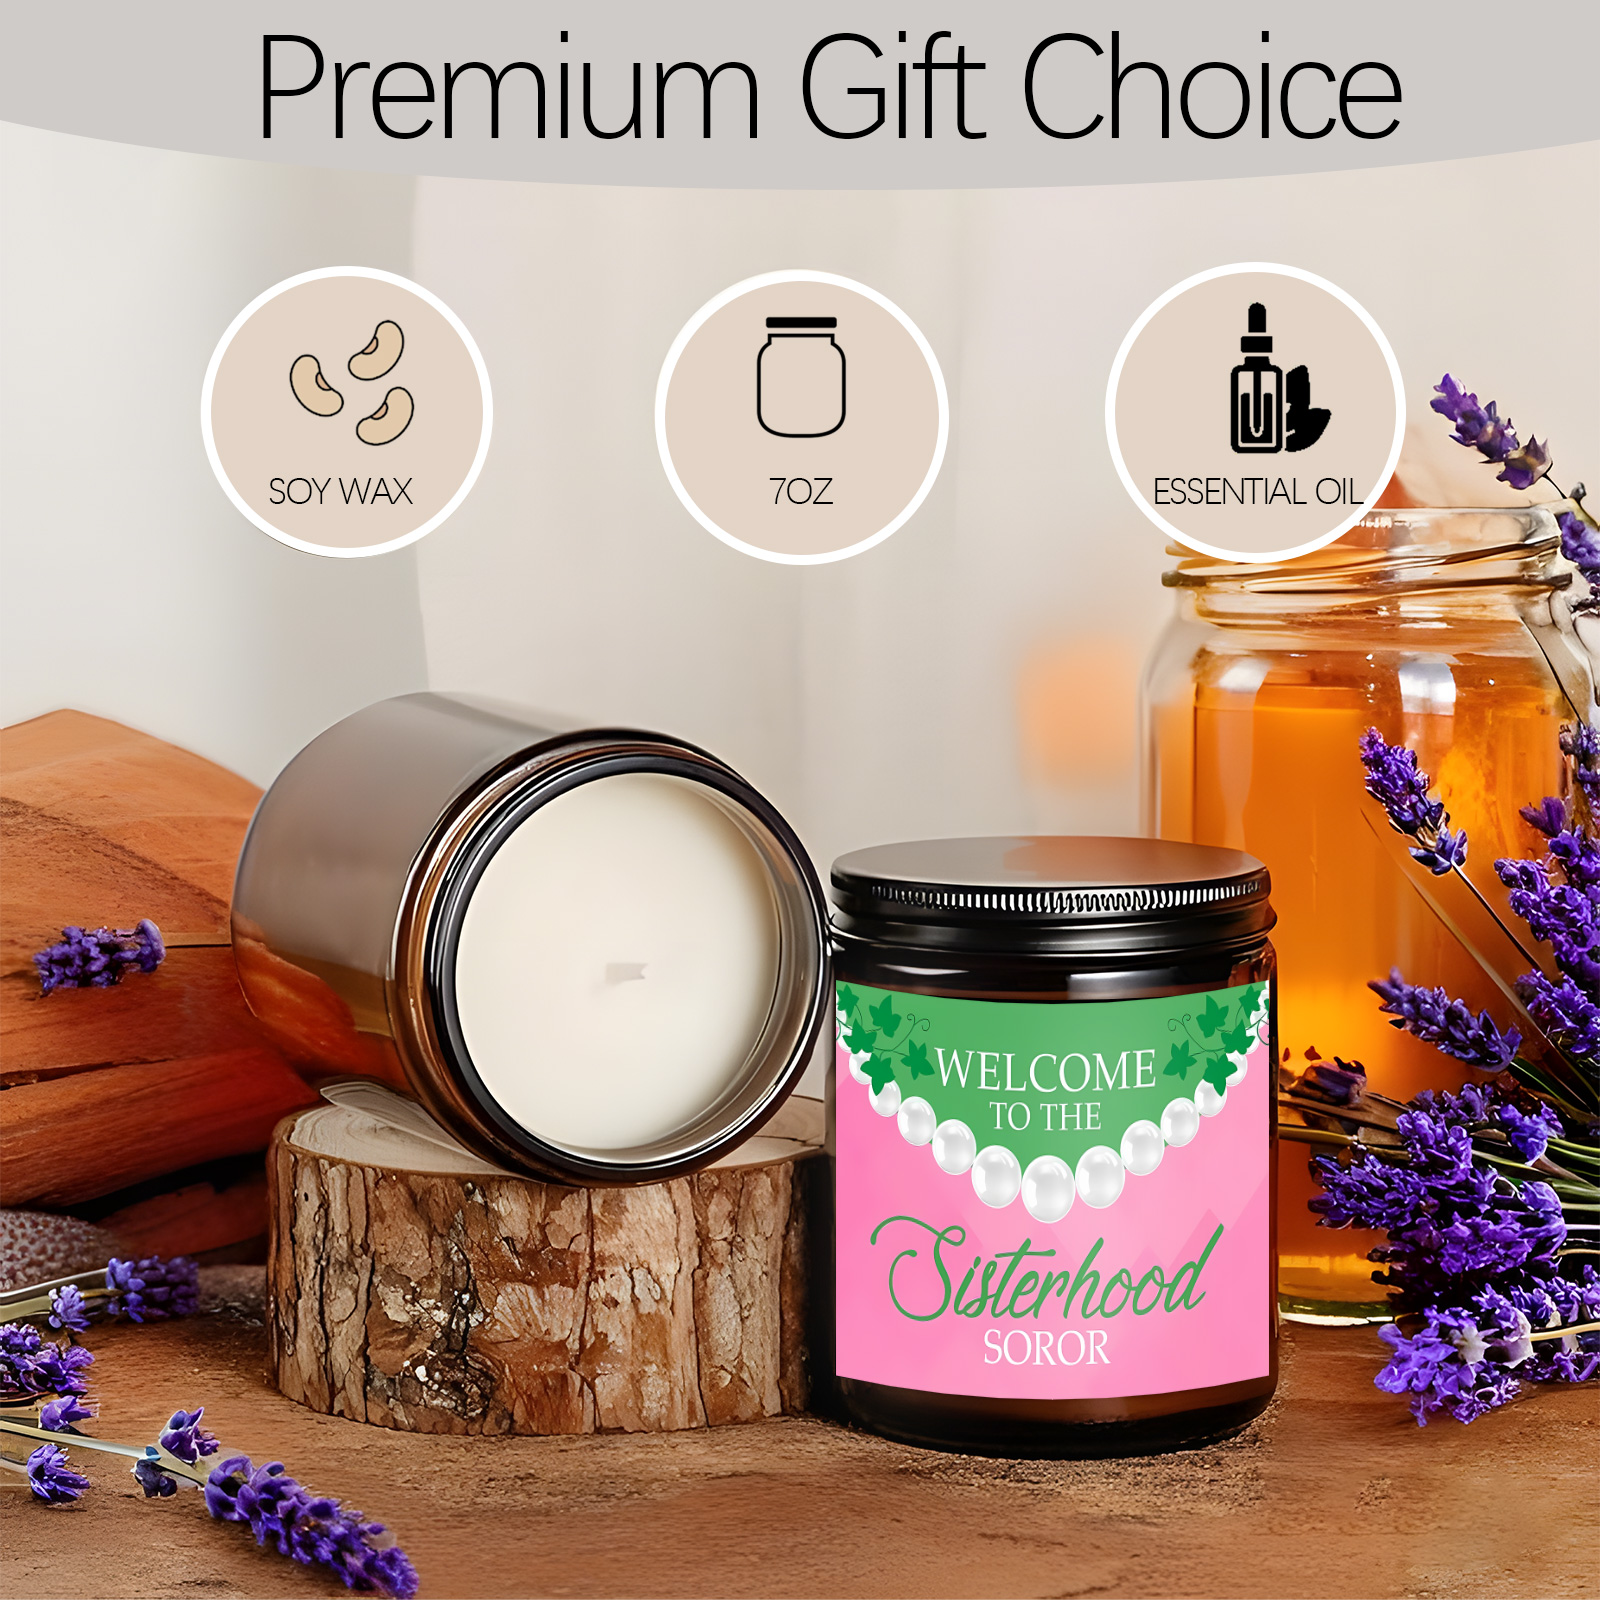 Premium Gift Choice
SOY WAX
7OZ
ESSENTIAL OIL
WELCOME
TO THE
Sisterhood
SOROR